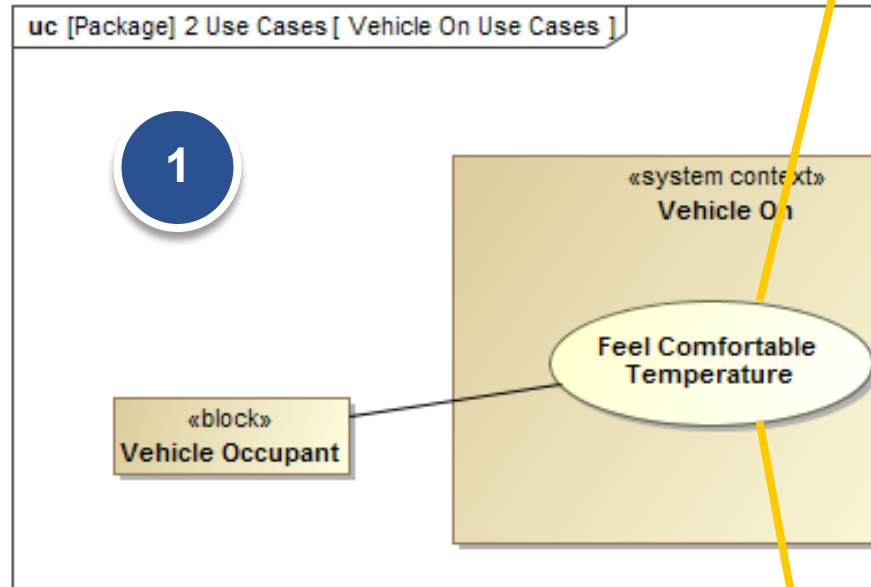 uc [Package] 2 Use Cases [ Vehicle On Use Cases ]
1
«system context»
Vehicle On
Feel Comfortable
Temperature
«block»
Vehicle Occupant